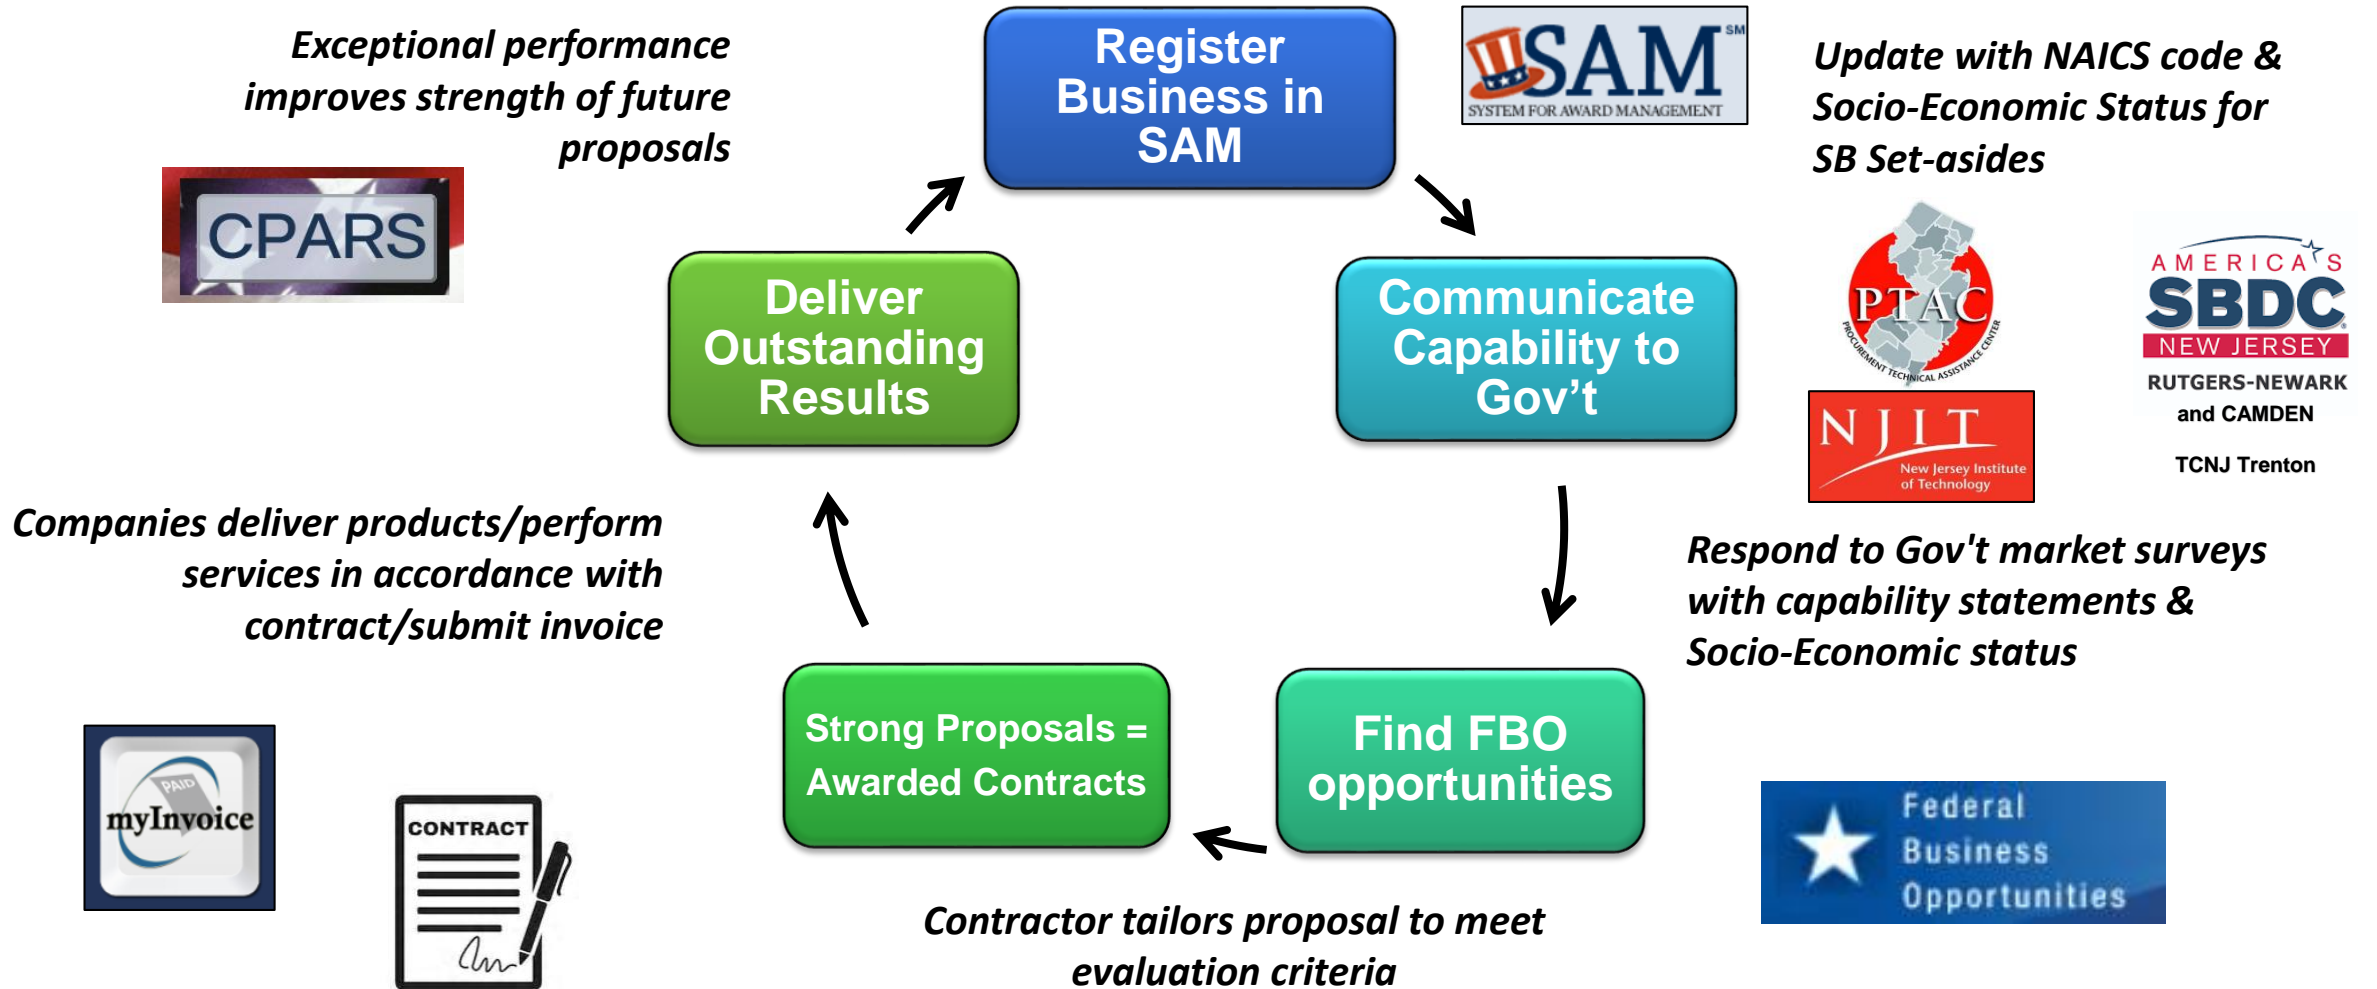 Exceptional performance
improves strength of future
proposals
CPARS
Register
Business in
SAM
SAM SM
SYSTEM FOR AWARD MANAGEMENT
Update with NAICS code &
Socio-Economic Status for
SB Set-asides
PTAC
PROCUREMENT TECHNICAL ASSISTANCE CENTER
AMERICA'S
SBDC®
NEW JERSEY
RUTGERS-NEWARK
and CAMDEN
TCNJ Trenton
NJIT
New Jersey Institute
of Technology
Deliver
Outstanding
Results
Communicate
Capability to
Gov’t
Companies deliver products/perform
services in accordance with
contract/submit invoice
Respond to Gov't market surveys
with capability statements &
Socio-Economic status
Strong Proposals =
Awarded Contracts
Find FBO
opportunities
PAID
myInvoice
CONTRACT
Federal
Business
Opportunities
Contractor tailors proposal to meet
evaluation criteria